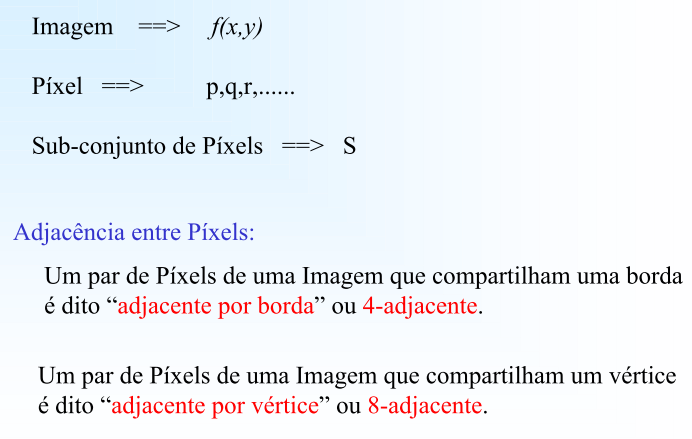 Imagem ==> f(x,y)
Píxel ==> p,q,r,......
Sub-conjunto de Píxels ==> S
Adjacência entre Píxels:
Um par de Píxels de uma Imagem que compartilham uma borda
é dito “adjacente por borda” ou 4-adjacente.
Um par de Píxels de uma Imagem que compartilham um vértice
é dito “adjacente por vértice” ou 8-adjacente.